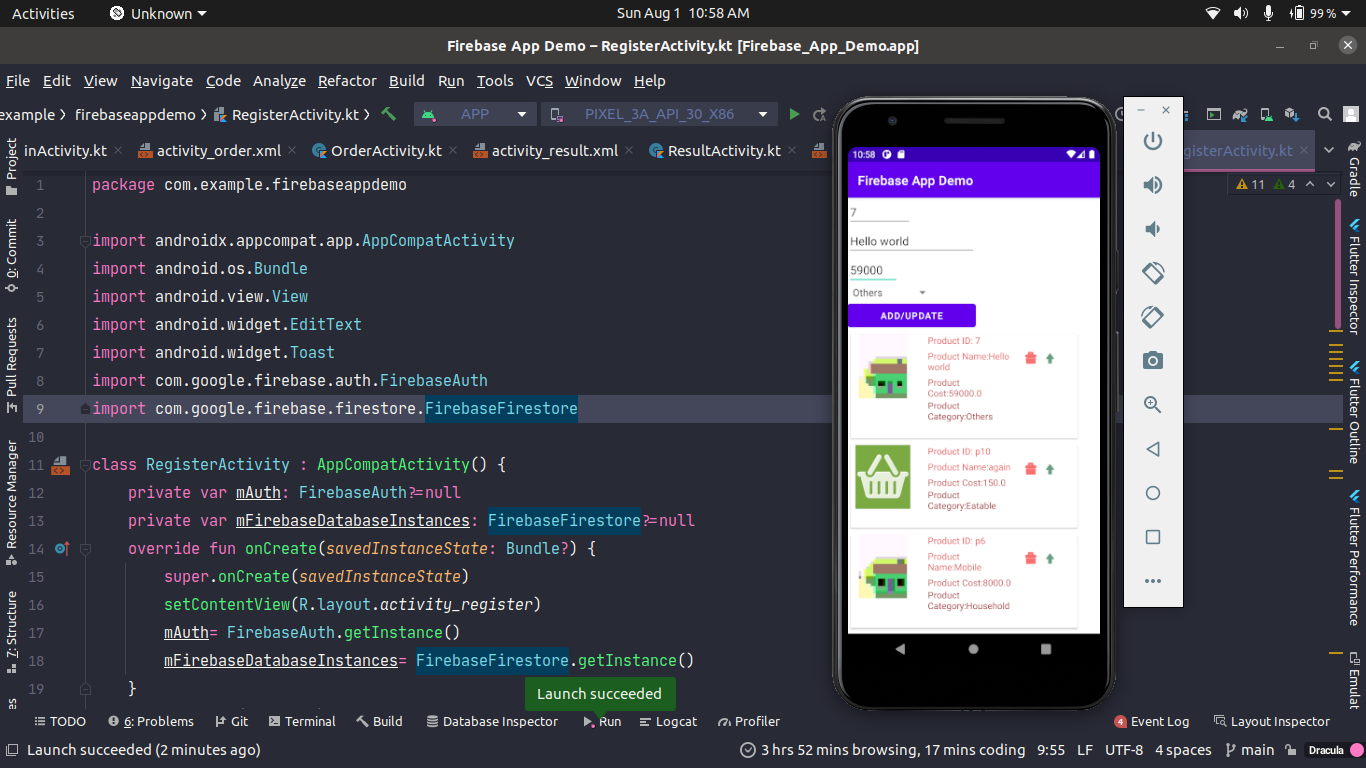 Activities Unknown Sun Aug 1 10:58 AM 99 %
Firebase App Demo – RegisterActivity.kt [Firebase_App_Demo.app]
File Edit View Navigate Code Analyze Refactor Build Run Tools VCS Window Help
example firebaseappdemo RegisterActivity.kt APP PIXEL_3A_API_30_X86
inActivity.kt activity_order.xml OrderActivity.kt activity_result.xml ResultActivity.kt gisterActivity.kt
11 4
1 package com.example.firebaseappdemo
2
3 import androidx.appcompat.app.AppCompatActivity
4 import android.os.Bundle
5 import android.view.View
6 import android.widget.EditText
7 import android.widget.Toast
8 import com.google.firebase.auth.FirebaseAuth
9 import com.google.firebase.firestore.FirebaseFirestore
10
11 class RegisterActivity : AppCompatActivity() {
12 private var mAuth: FirebaseAuth?=null
13 private var mFirebaseDatabaseInstances: FirebaseFirestore?=null
14 override fun onCreate(savedInstanceState: Bundle?) {
15 super.onCreate(savedInstanceState)
16 setContentView(R.layout.activity_register)
17 mAuth= FirebaseAuth.getInstance()
18 mFirebaseDatabaseInstances= FirebaseFirestore.getInstance()
19 }
Project
0: Commit
Pull Requests
Resource Manager
7: Structure
es
10:58
Firebase App Demo
7
Hello world
59000
Others
ADD/UPDATE
Product ID: 7
Product Name:Hello
world
Product
Cost:59000.0
Product
Category:Others
Product ID: p10
Product Name:again
Product Cost:150.0
Product
Category:Eatable
Product ID: p6
Product
Name:Mobile
Product Cost:8000.0
Product
Category:Household
Gradle
Flutter Inspector
Flutter Outline
Flutter Performance
Emulat
Launch succeeded
TODO 6: Problems Git Terminal Build Database Inspector Run Logcat Profiler 4 Event Log Layout Inspector
Launch succeeded (2 minutes ago) 3 hrs 52 mins browsing, 17 mins coding 9:55 LF UTF-8 4 spaces main Dracula